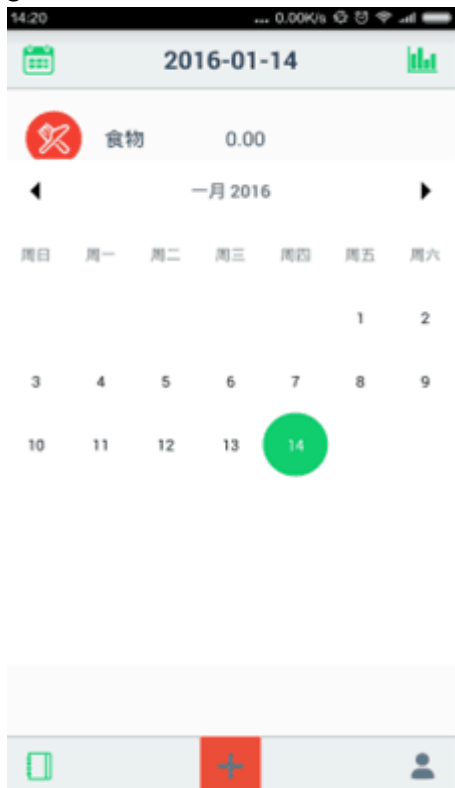 14:20 ... 0.00K/s
2016-01-14
食物 0.00
一月 2016
周日 周一 周二 周三 周四 周五 周六
1 2
3 4 5 6 7 8 9
10 11 12 13 14